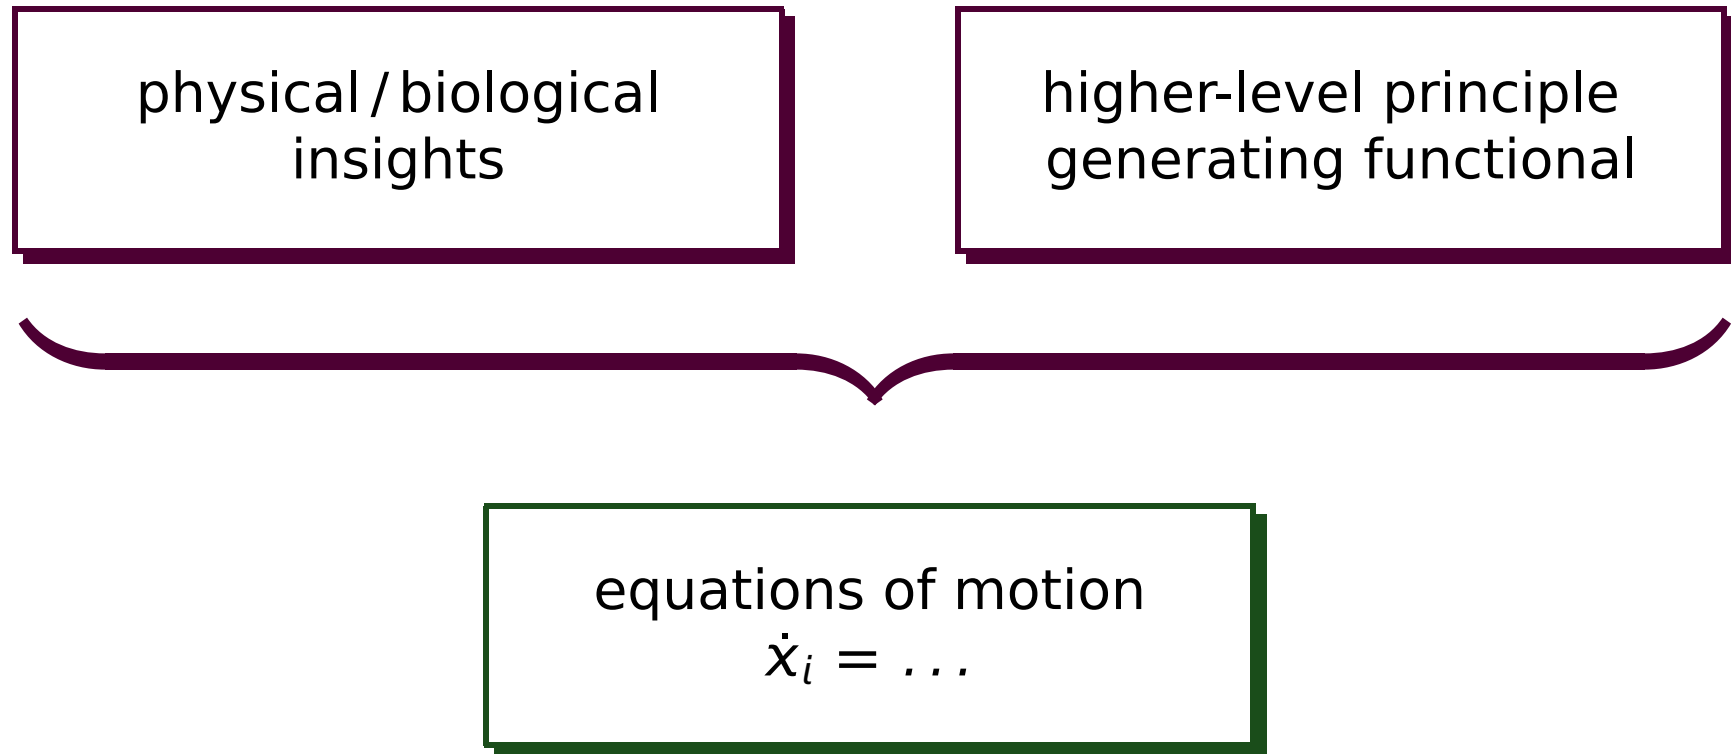 physical / biological
insights
higher-level principle
generating functional
equations of motion
ẋᵢ = . . .